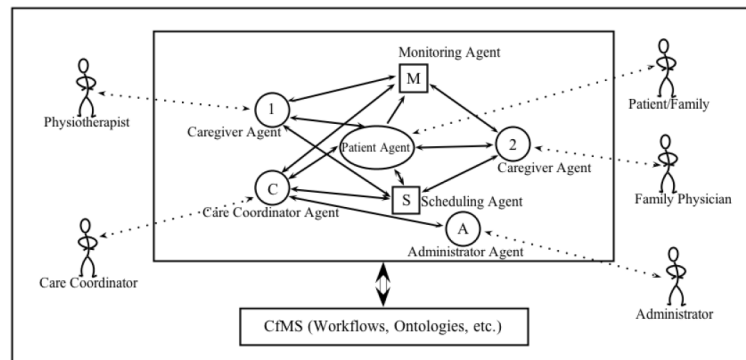 Monitoring Agent
M
Physiotherapist
1
Caregiver Agent
Patient/Family
Patient Agent
2
Caregiver Agent
C
Care Coordinator Agent
S
Scheduling Agent
Family Physician
A
Administrator Agent
Care Coordinator
Administrator
CfMS (Workflows, Ontologies, etc.)